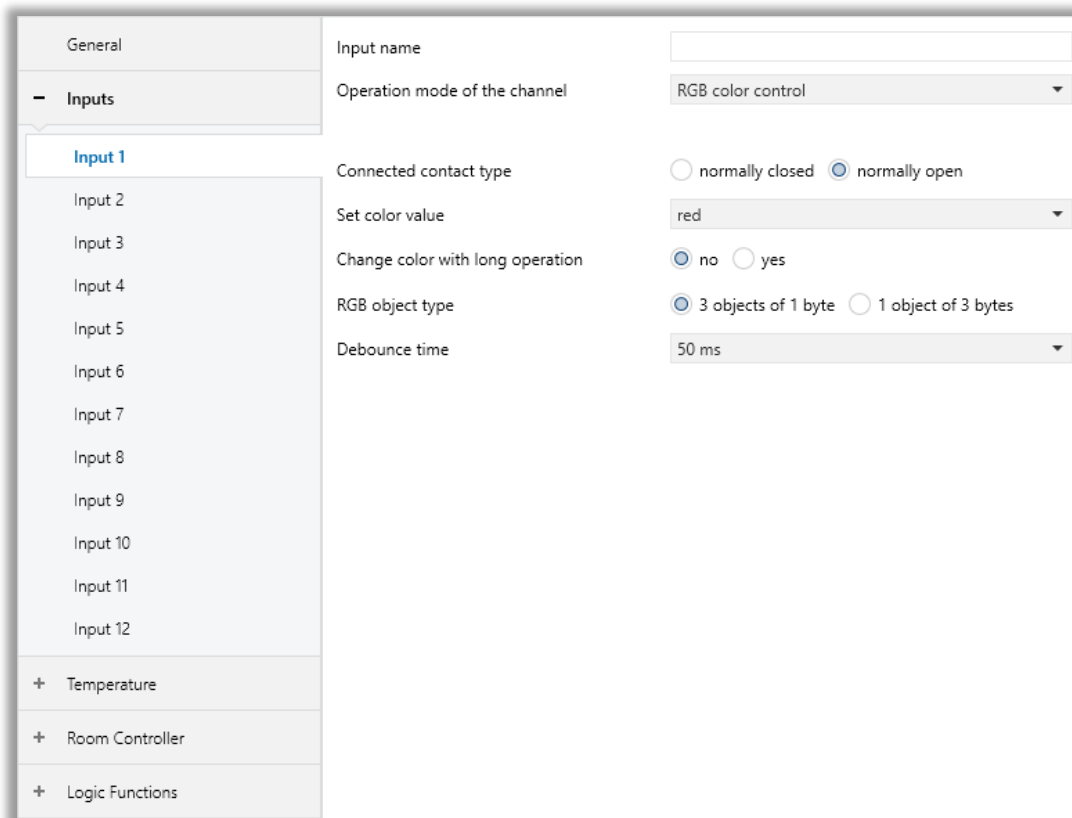 General
Inputs
Input 1
Input 2
Input 3
Input 4
Input 5
Input 6
Input 7
Input 8
Input 9
Input 10
Input 11
Input 12
Temperature
Room Controller
Logic Functions
Input name
Operation mode of the channel RGB color control
Connected contact type normally closed normally open
Set color value red
Change color with long operation no yes
RGB object type 3 objects of 1 byte 1 object of 3 bytes
Debounce time 50 ms